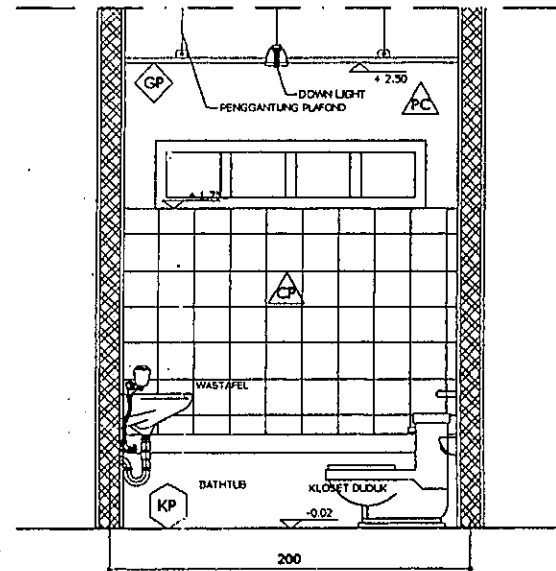 GP
DOWN LIGHT
+ 2.50
PENGGANTUNG PLAFOND
PC
+ 1.75
CP
WASTAFEL
BATHTUB
KLOSET DUDUK
KP
-0.02
200